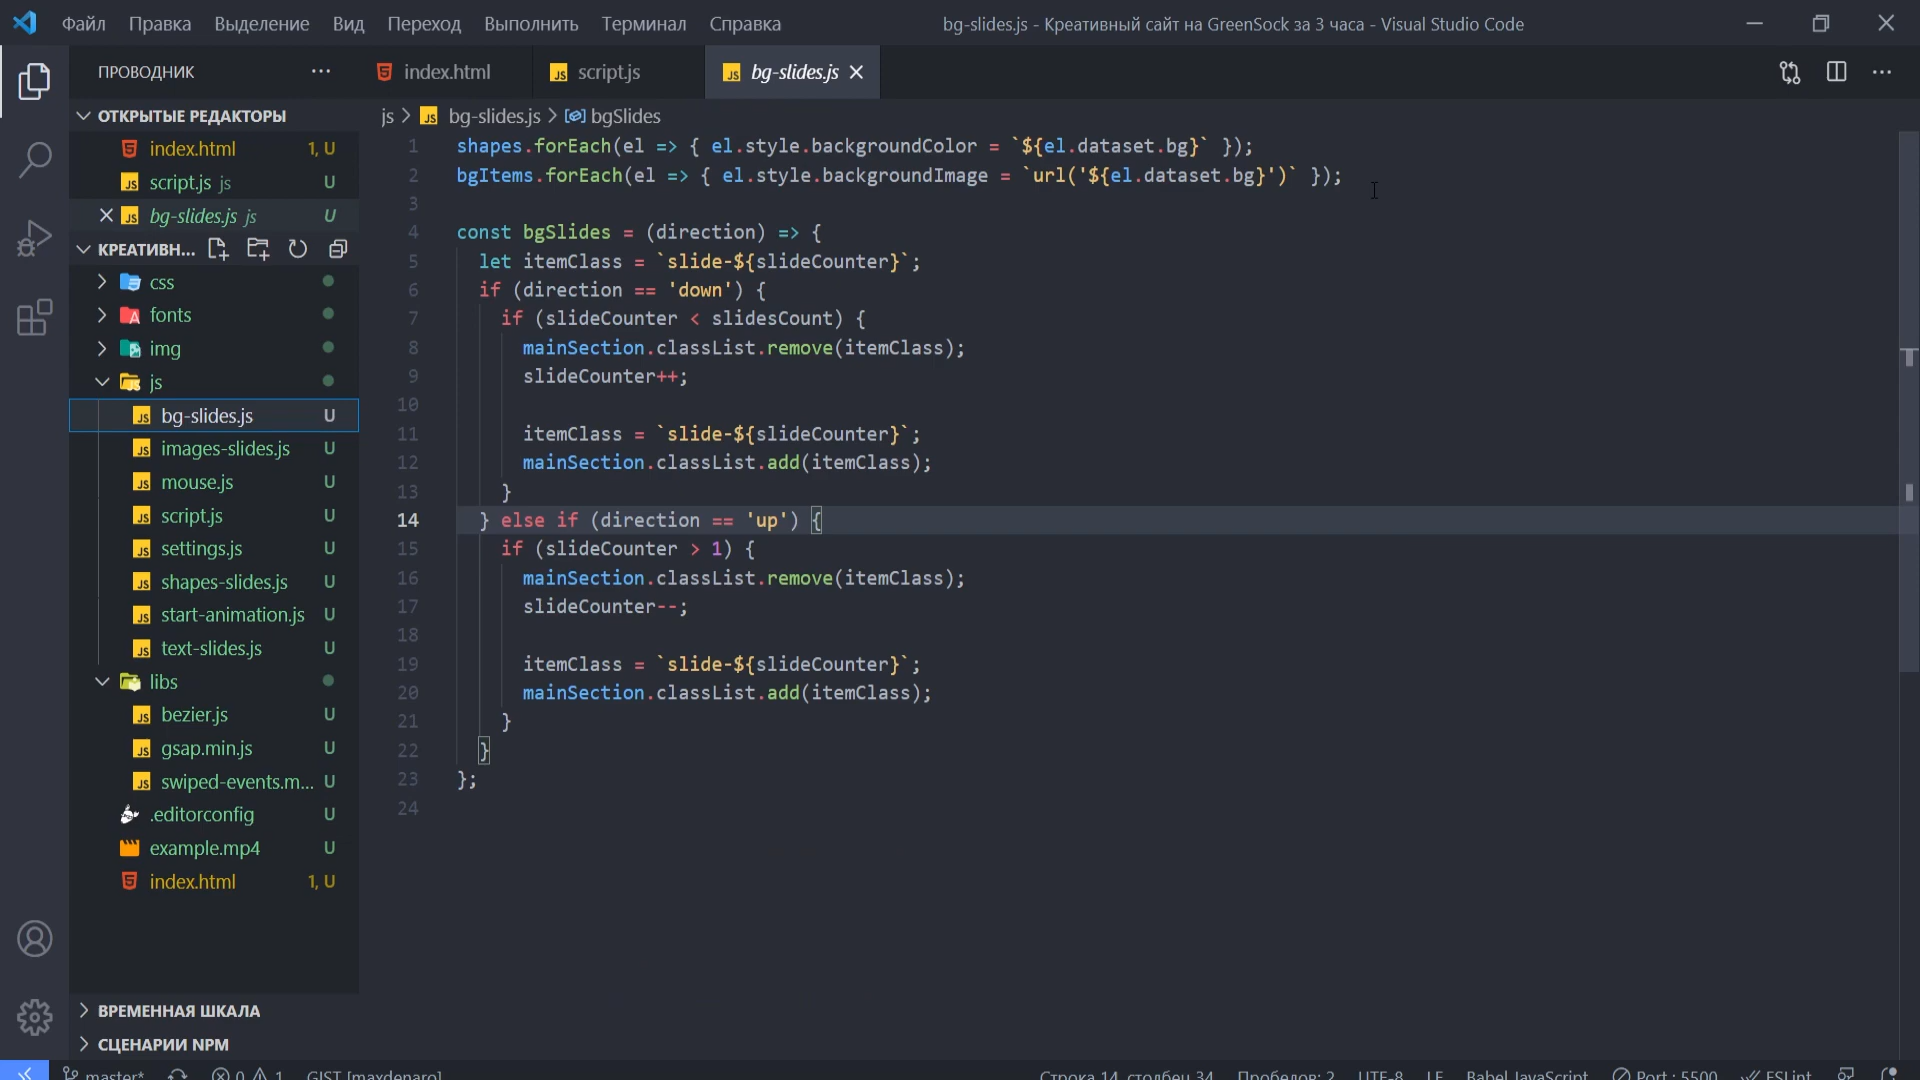 Файл Правка Выделение Вид Переход Выполнить Терминал Справка bg-slides.js - Креативный сайт на GreenSock за 3 часа - Visual Studio Code
ПРОВОДНИК
index.html
script.js
bg-slides.js
ОТКРЫТЫЕ РЕДАКТОРЫ
index.html 1, U
script.js js U
bg-slides.js js U
КРЕАТИВН...
css
fonts
img
js
bg-slides.js U
images-slides.js U
mouse.js U
script.js U
settings.js U
shapes-slides.js U
start-animation.js U
text-slides.js U
libs
bezier.js U
gsap.min.js U
swiped-events.m... U
.editorconfig U
example.mp4 U
index.html 1, U
ВРЕМЕННАЯ ШКАЛА
СЦЕНАРИИ NPM
js > bg-slides.js > bgSlides
1 shapes.forEach(el => { el.style.backgroundColor = `${el.dataset.bg}` });
2 bgItems.forEach(el => { el.style.backgroundImage = `url('${el.dataset.bg}')` });
3
4 const bgSlides = (direction) => {
5 let itemClass = `slide-${slideCounter}`;
6 if (direction == 'down') {
7 if (slideCounter < slidesCount) {
8 mainSection.classList.remove(itemClass);
9 slideCounter++;
10
11 itemClass = `slide-${slideCounter}`;
12 mainSection.classList.add(itemClass);
13 }
14 } else if (direction == 'up') {
15 if (slideCounter > 1) {
16 mainSection.classList.remove(itemClass);
17 slideCounter--;
18
19 itemClass = `slide-${slideCounter}`;
20 mainSection.classList.add(itemClass);
21 }
22 }
23 };
24
master* 0 1 GIST [maxdenaro] Строка 14, столбец 34 Пробелов: 2 UTF-8 LF Babel JavaScript Port : 5500 ESLint